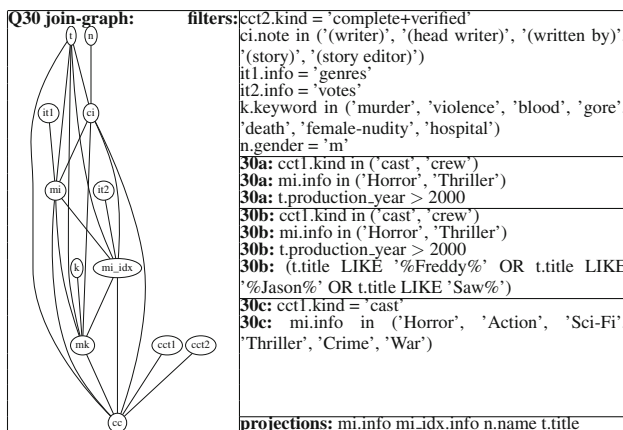 Q30 join-graph:
filters:
t n
it1 ci
mi it2
k mi_idx
mk cct1 cct2
cc
cct2.kind = 'complete+verified'
ci.note in ('(writer)', '(head writer)', '(written by)'
'(story)', '(story editor)')
it1.info = 'genres'
it2.info = 'votes'
k.keyword in ('murder', 'violence', 'blood', 'gore'
'death', 'female-nudity', 'hospital')
n.gender = 'm'
30a: cct1.kind in ('cast', 'crew')
30a: mi.info in ('Horror', 'Thriller')
30a: t.production_year > 2000
30b: cct1.kind in ('cast', 'crew')
30b: mi.info in ('Horror', 'Thriller')
30b: t.production_year > 2000
30b: (t.title LIKE '%Freddy%' OR t.title LIKE
'%Jason%' OR t.title LIKE 'Saw%')
30c: cct1.kind = 'cast'
30c: mi.info in ('Horror', 'Action', 'Sci-Fi'
'Thriller', 'Crime', 'War')
projections: mi.info mi_idx.info n.name t.title